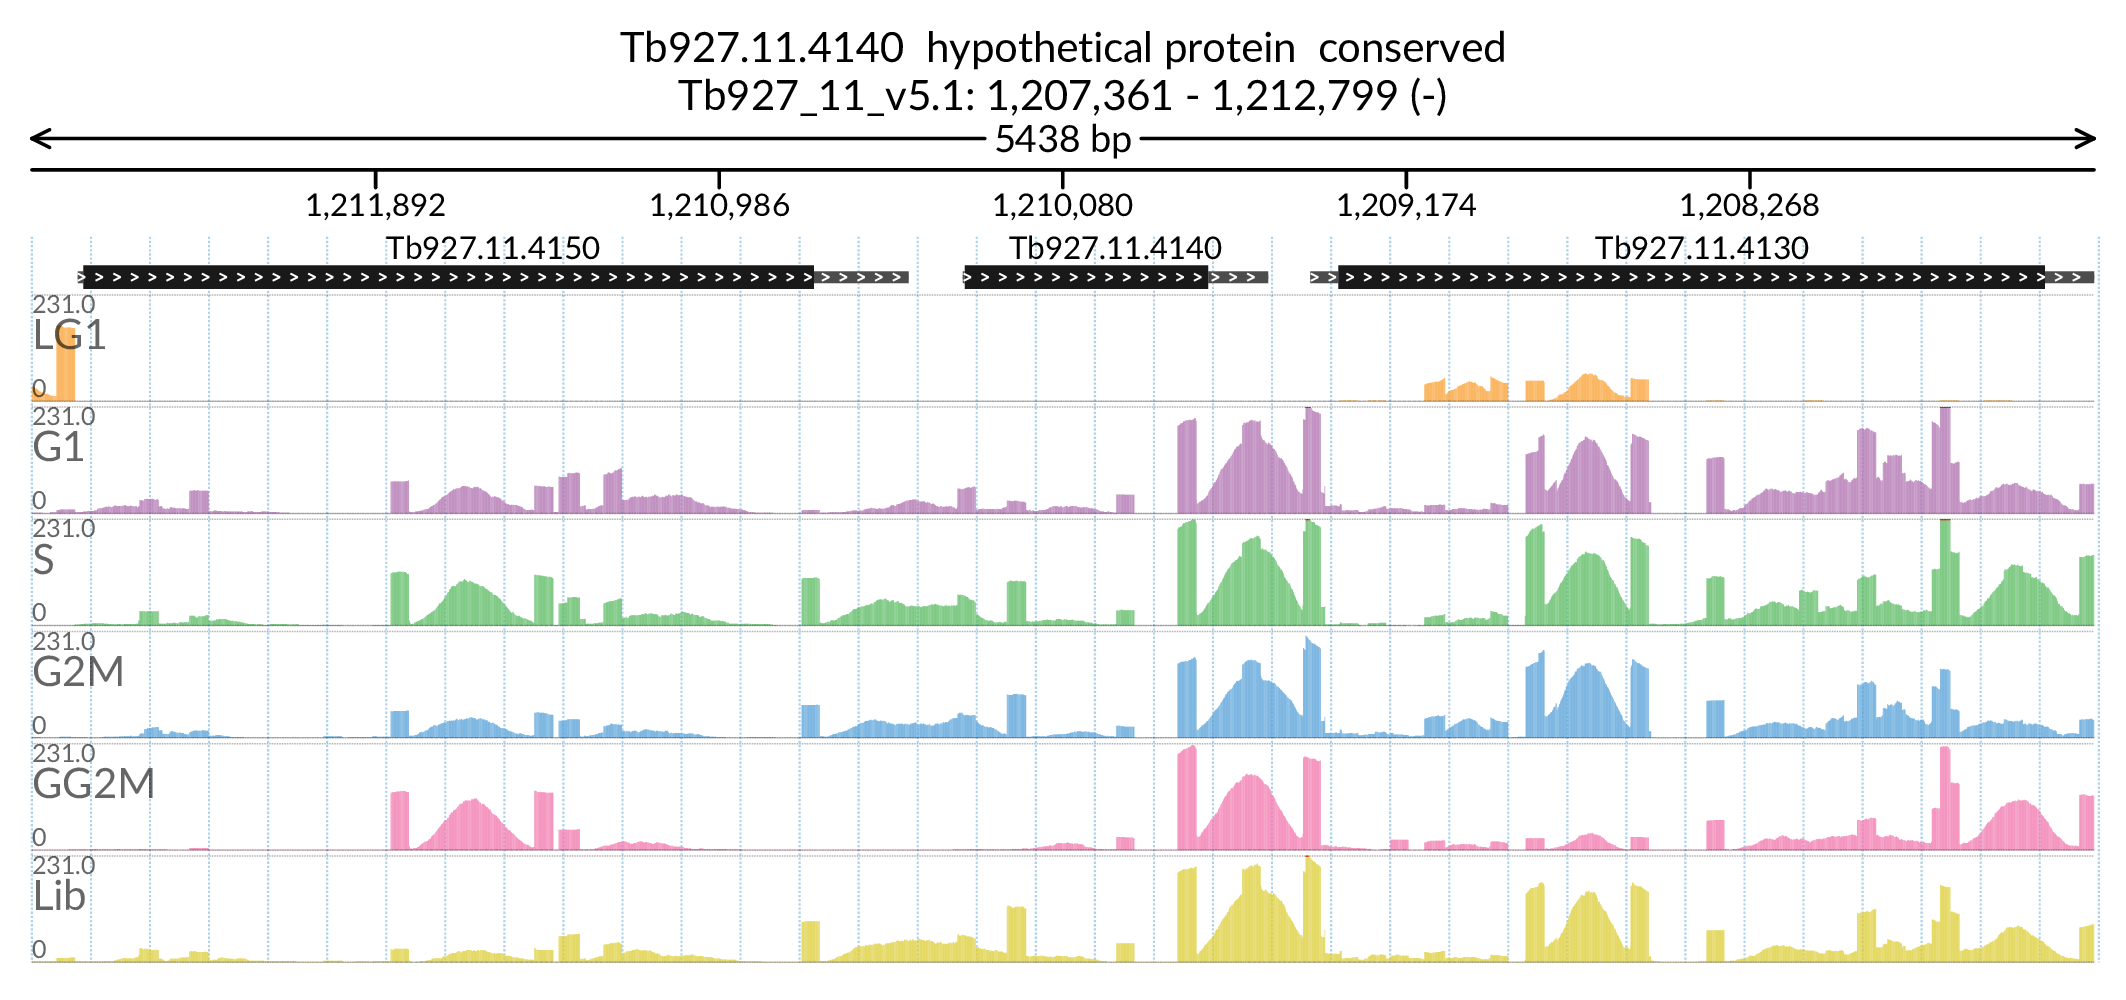 Tb927.11.4140 hypothetical protein conserved
Tb927_11_v5.1: 1,207,361 - 1,212,799 (-)
5438 bp
1,211,892 1,210,986 1,210,080 1,209,174 1,208,268
Tb927.11.4150 Tb927.11.4140 Tb927.11.4130
231.0
LG1
0
231.0
G1
0
231.0
S
0
231.0
G2M
0
231.0
GG2M
0
231.0
Lib
0